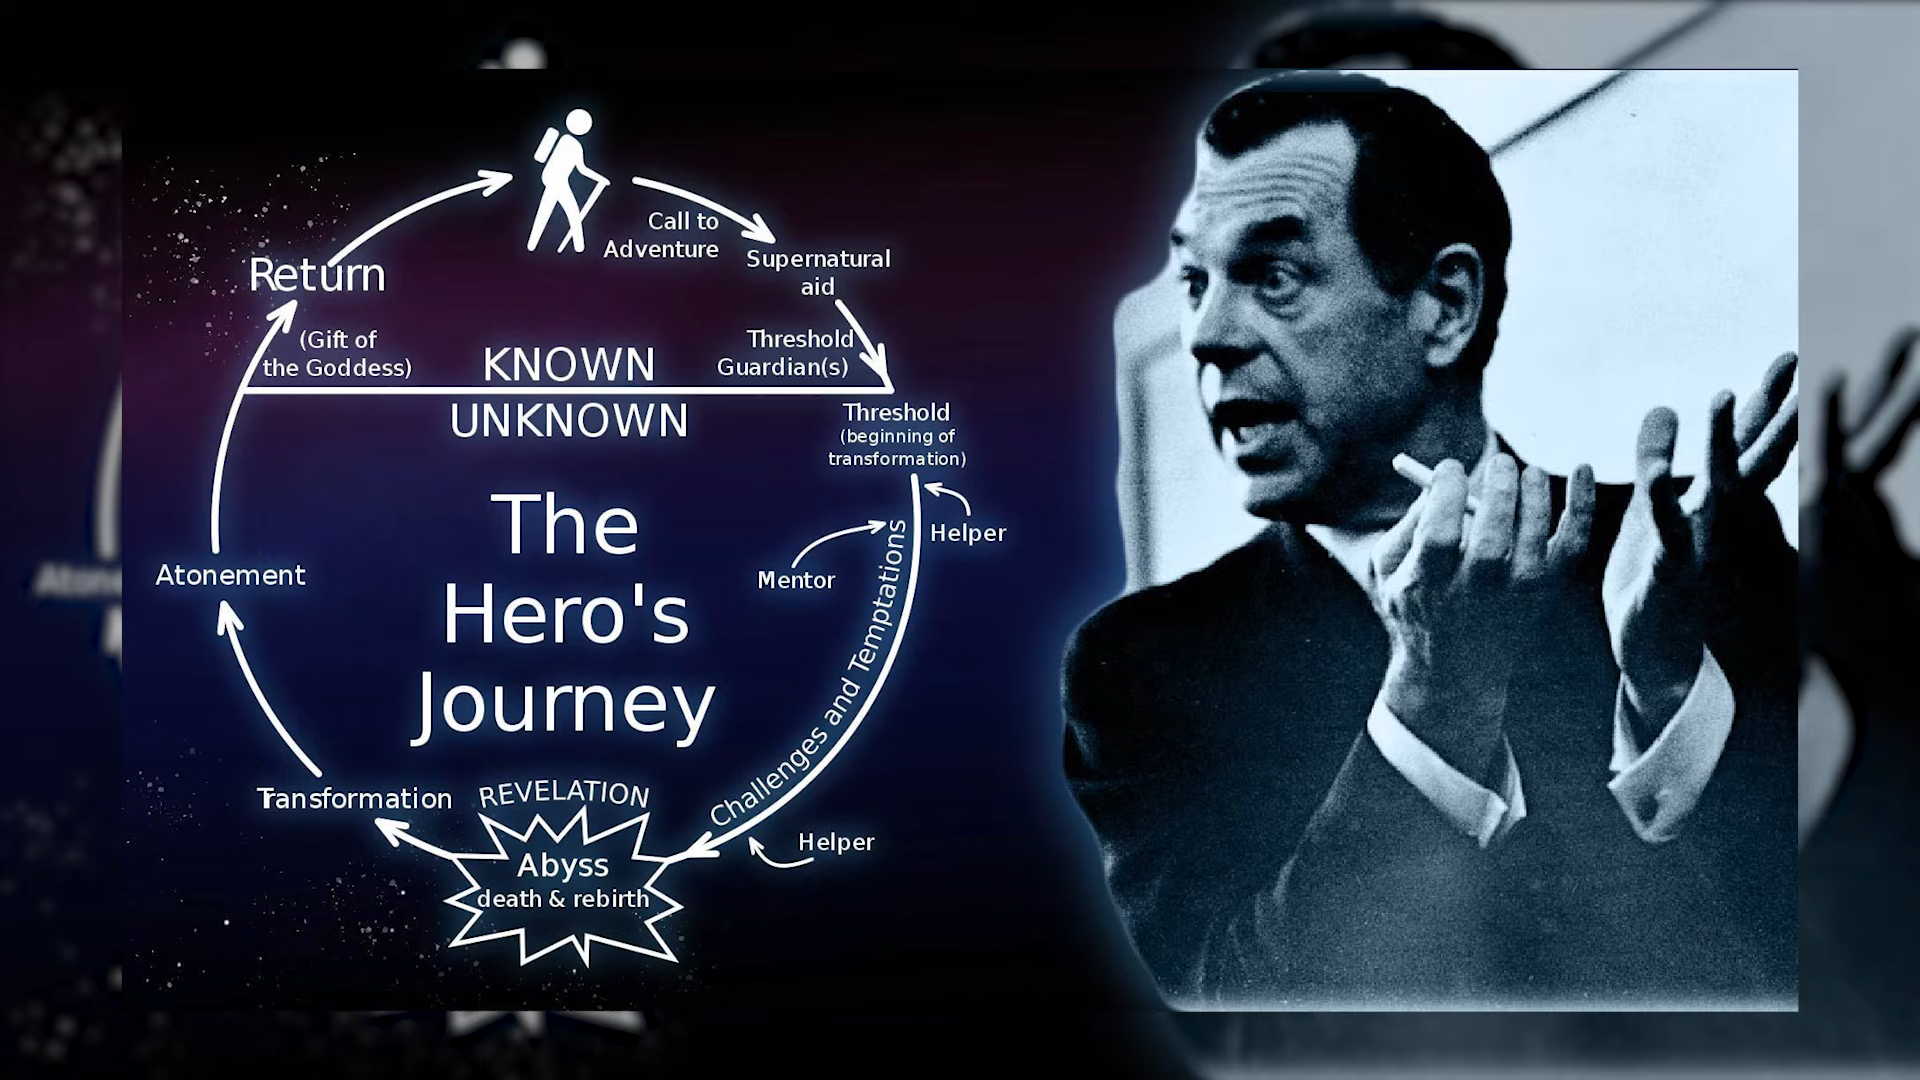 Call to
Adventure
Supernatural
aid
Return
(Gift of
the Goddess)
KNOWN
Threshold
Guardian(s)
UNKNOWN
Threshold
(beginning of
transformation)
The
Hero's
Journey
Helper
Mentor
Challenges and Temptations
Atonement
Transformation
REVELATION
Abyss
death & rebirth
Helper